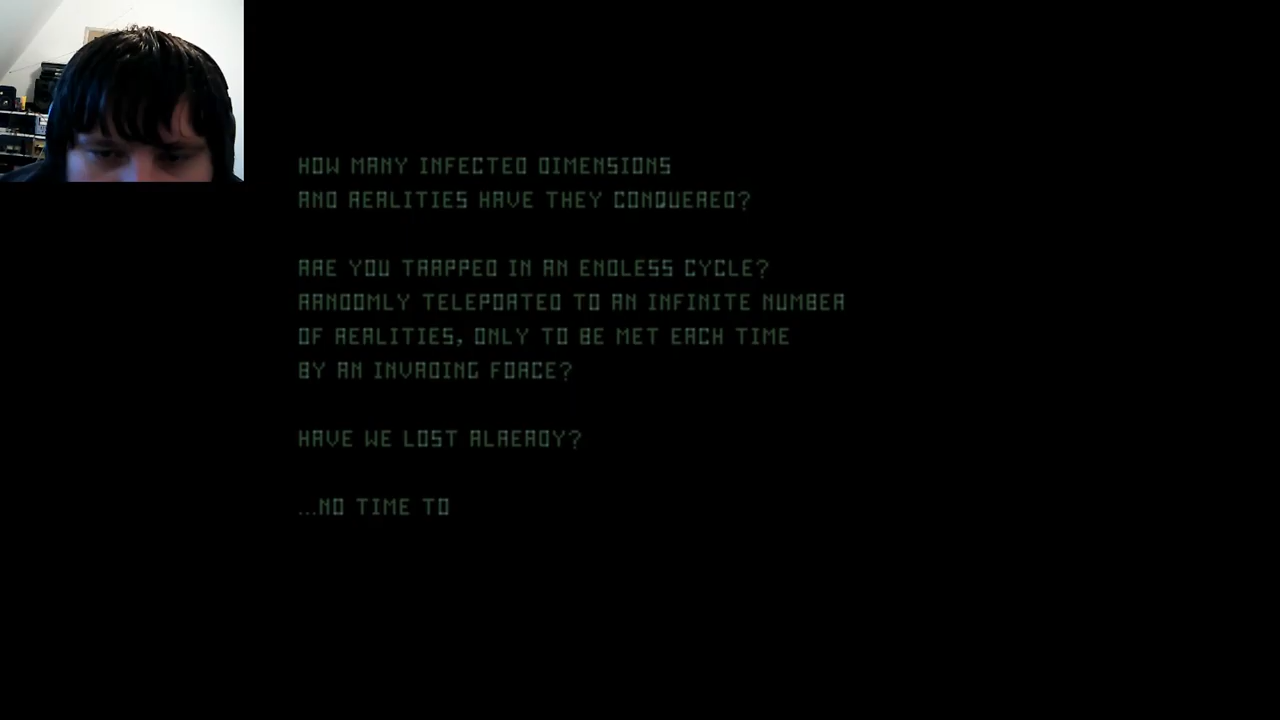 HOW MANY INFECTED DIMENSIONS
AND REALITIES HAVE THEY CONQUERED?
ARE YOU TRAPPED IN AN ENDLESS CYCLE?
RANDOMLY TELEPORTED TO AN INFINITE NUMBER
OF REALITIES, ONLY TO BE MET EACH TIME
BY AN INVADING FORCE?
HAVE WE LOST ALREADY?
...NO TIME TO